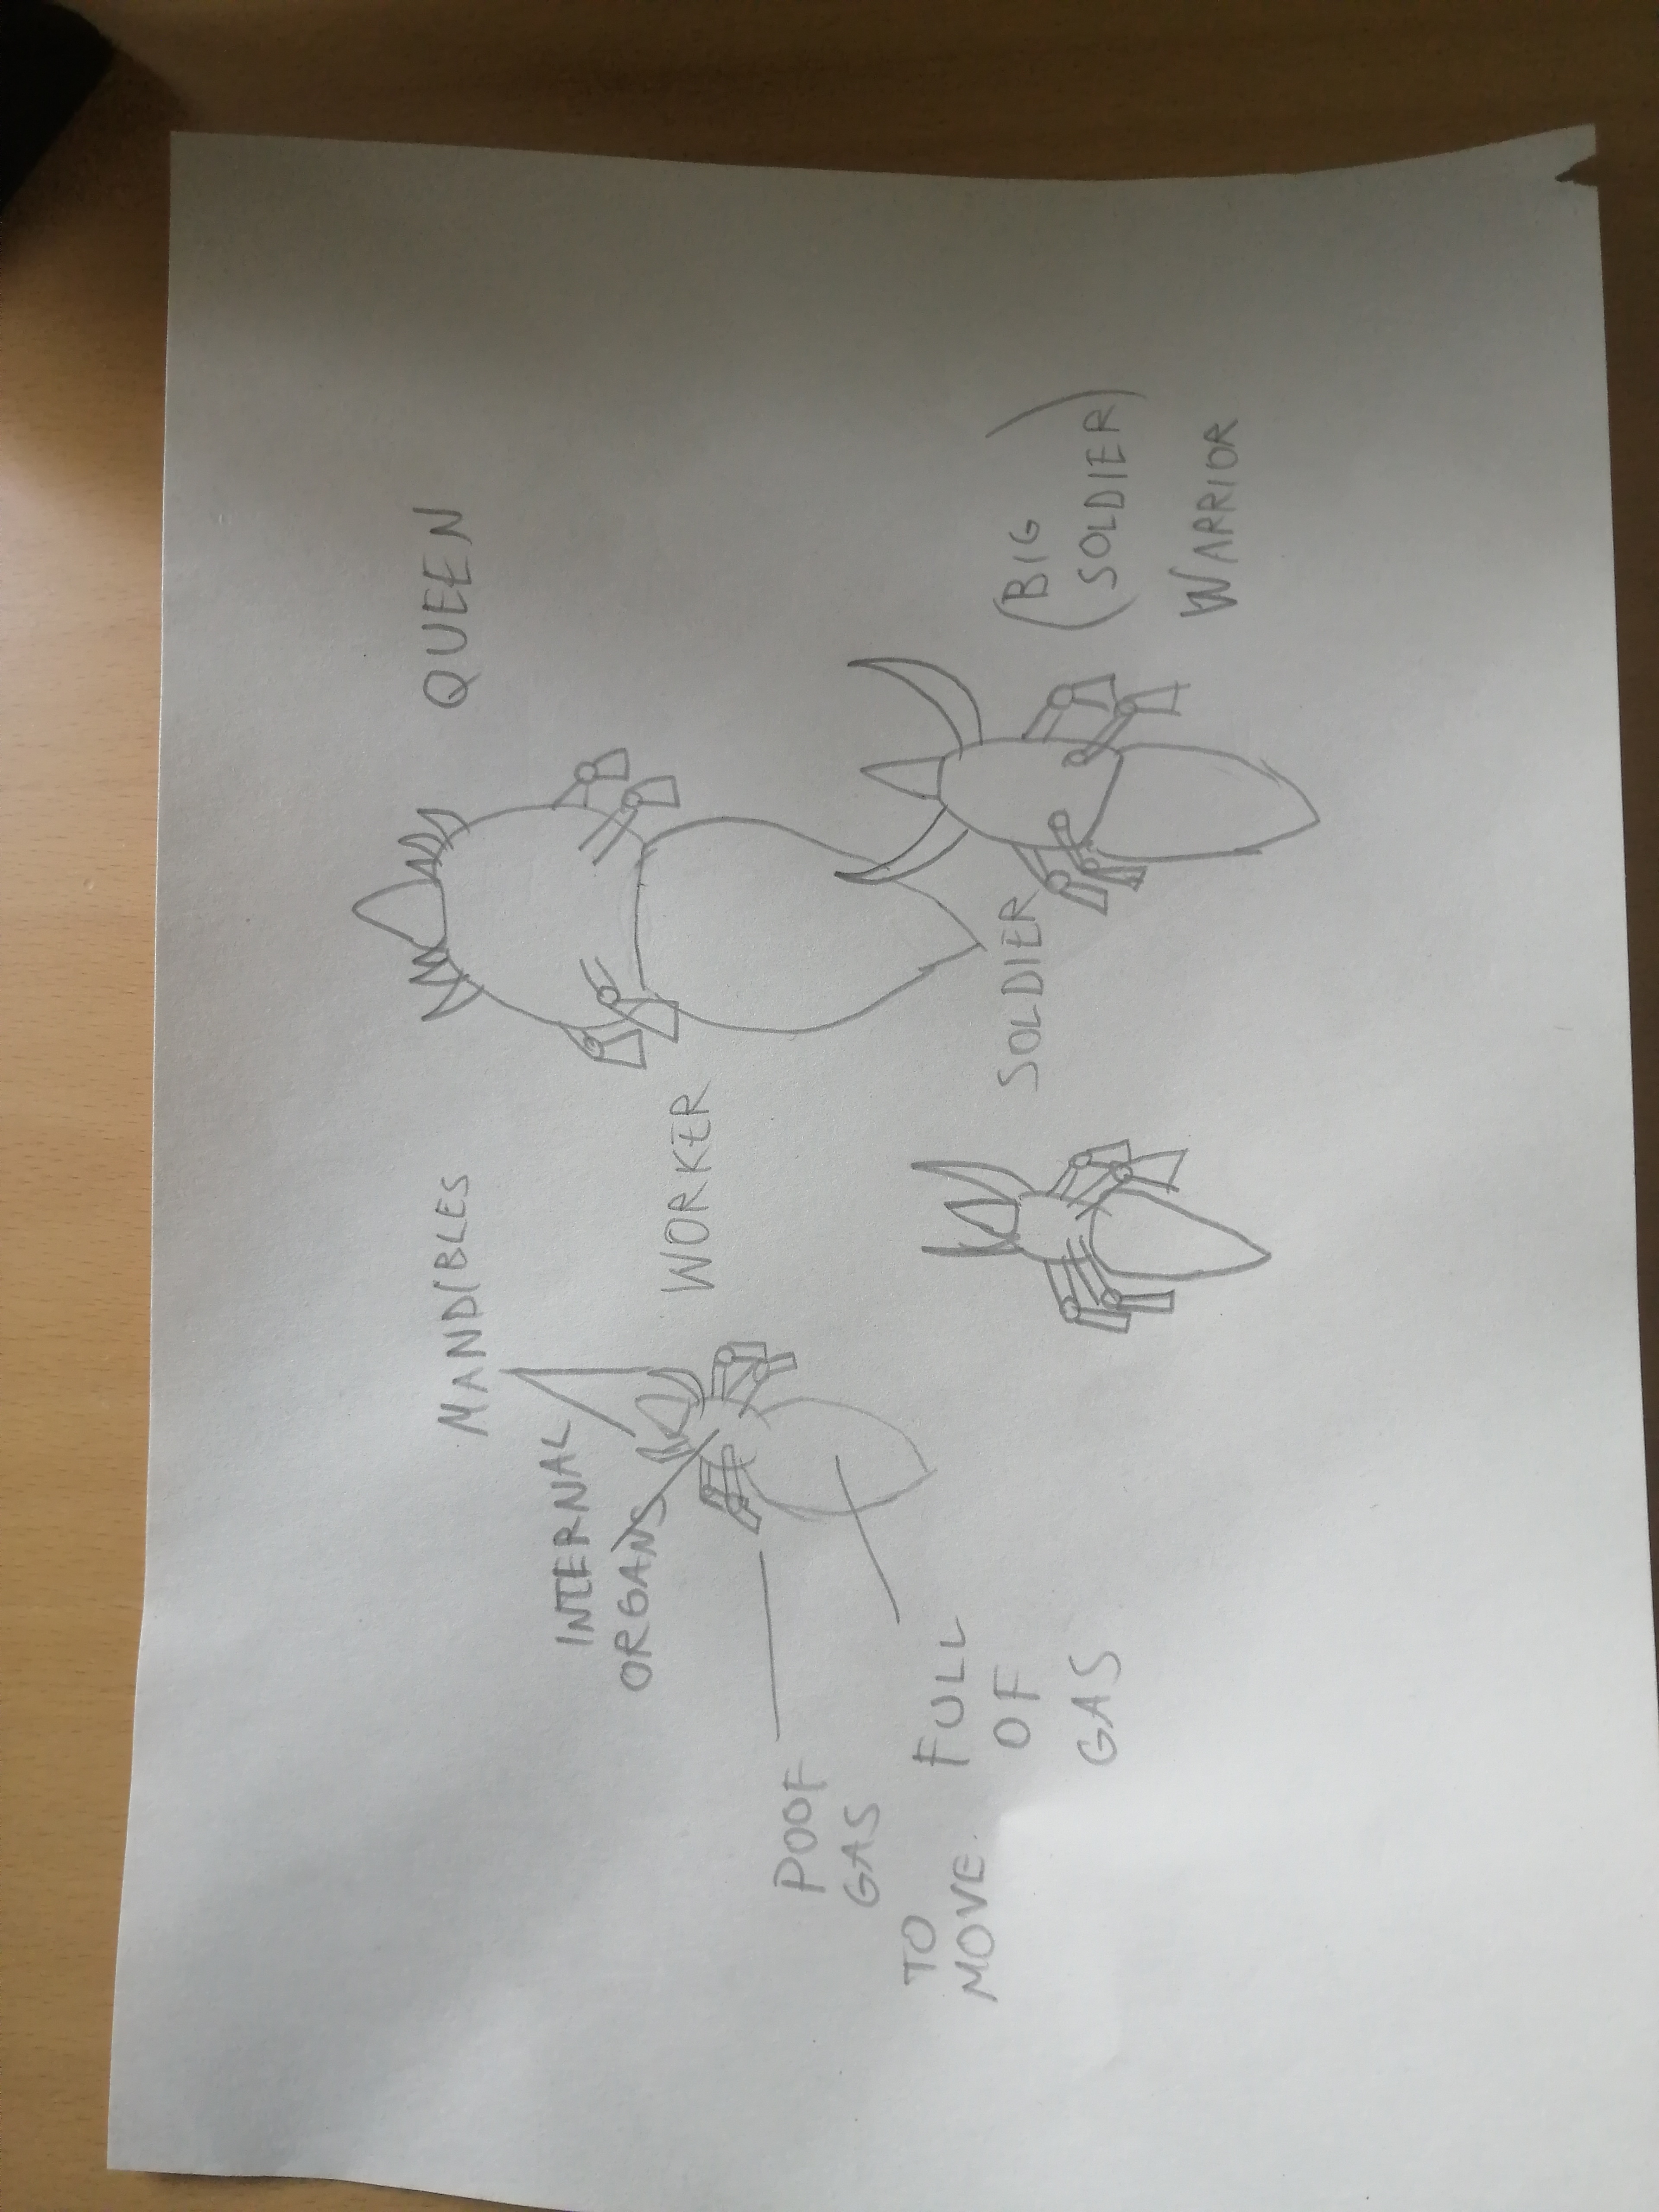 QUEEN
MANDIBLES
INTERNAL
ORGANS
WORKER
POOF
GAS
TO
MOVE.
FULL
OF
GAS
SOLDIER
(BIG
SOLDIER)
WARRIOR